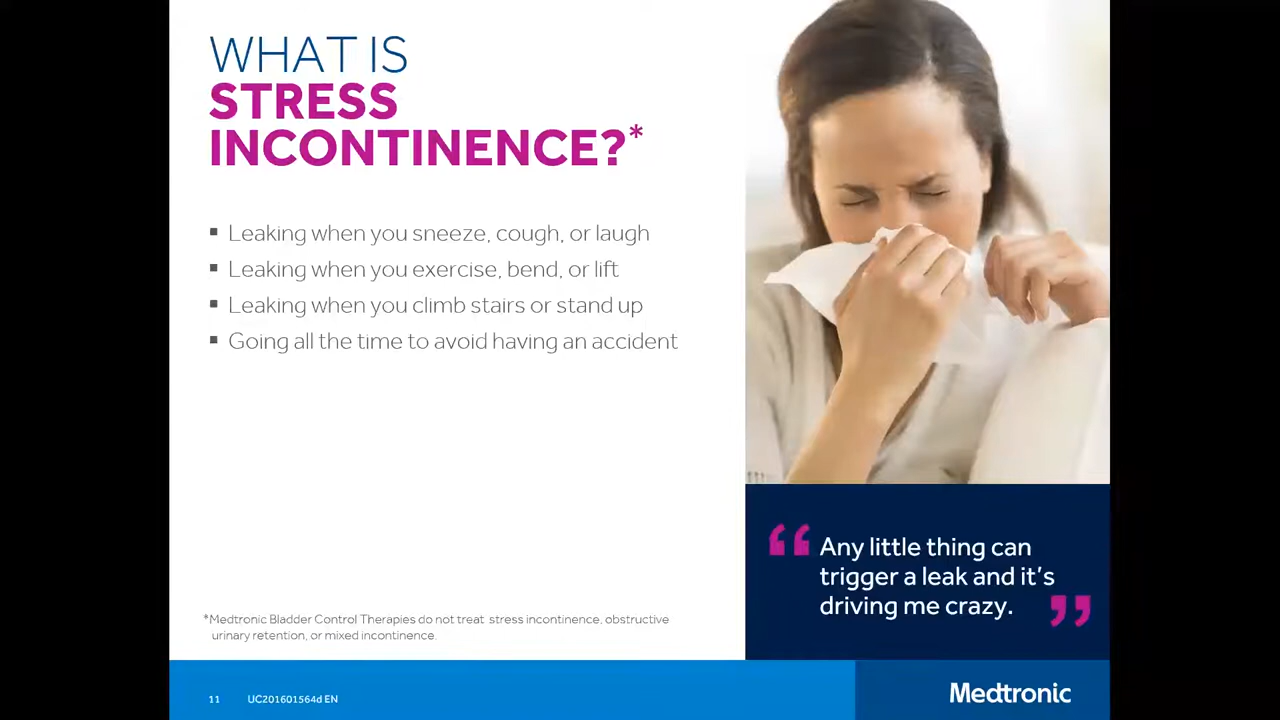 WHAT IS
STRESS
INCONTINENCE?*
▪ Leaking when you sneeze, cough, or laugh
▪ Leaking when you exercise, bend, or lift
▪ Leaking when you climb stairs or stand up
▪ Going all the time to avoid having an accident
“Any little thing can
trigger a leak and it’s
driving me crazy.”
*Medtronic Bladder Control Therapies do not treat stress incontinence, obstructive
urinary retention, or mixed incontinence.
11 UC201601564d EN
Medtronic